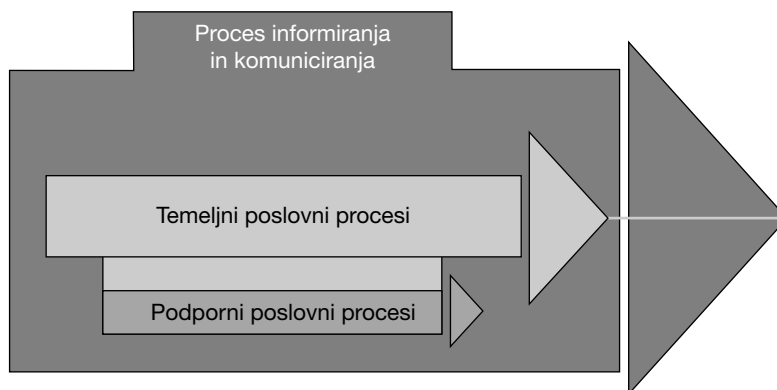 Proces informiranja
in komuniciranja
Temeljni poslovni procesi
Podporni poslovni procesi